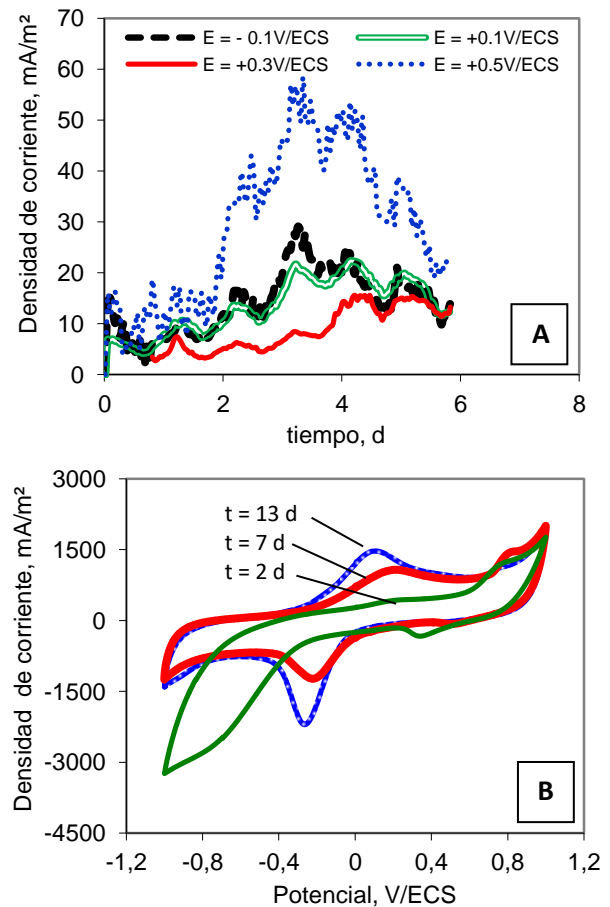 70
60
50
40
30
20
10
0
Densidad de corriente, mA/m²
E = - 0.1V/ECS
E = +0.1V/ECS
E = +0.3V/ECS
E = +0.5V/ECS
A
0 2 4 6 8
tiempo, d
3000
1500
0
-1500
-3000
-4500
Densidad de corriente, mA/m²
t = 13 d
t = 7 d
t = 2 d
B
-1,2 -0,8 -0,4 0 0,4 0,8 1,2
Potencial, V/ECS